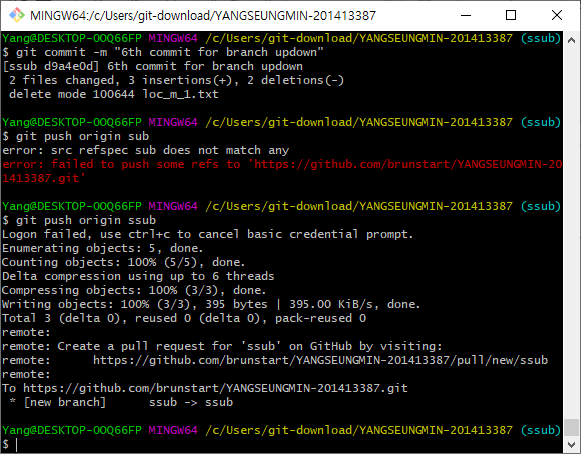 MINGW64:/c/Users/git-download/YANGSEUNGMIN-201413387
Yang@DESKTOP-OOQ66FP MINGW64 /c/Users/git-download/YANGSEUNGMIN-201413387 (ssub)
$ git commit -m "6th commit for branch updown"
[ssub d9a4e0d] 6th commit for branch updown
2 files changed, 3 insertions(+), 2 deletions(-)
delete mode 100644 loc_m_1.txt
Yang@DESKTOP-OOQ66FP MINGW64 /c/Users/git-download/YANGSEUNGMIN-201413387 (ssub)
$ git push origin sub
error: src refspec sub does not match any
error: failed to push some refs to 'https://github.com/brunstart/YANGSEUNGMIN-20
1413387.git'
Yang@DESKTOP-OOQ66FP MINGW64 /c/Users/git-download/YANGSEUNGMIN-201413387 (ssub)
$ git push origin ssub
Logon failed, use ctrl+c to cancel basic credential prompt.
Enumerating objects: 5, done.
Counting objects: 100% (5/5), done.
Delta compression using up to 6 threads
Compressing objects: 100% (3/3), done.
Writing objects: 100% (3/3), 395 bytes | 395.00 KiB/s, done.
Total 3 (delta 0), reused 0 (delta 0), pack-reused 0
remote:
remote: Create a pull request for 'ssub' on GitHub by visiting:
remote:      https://github.com/brunstart/YANGSEUNGMIN-201413387/pull/new/ssub
remote:
To https://github.com/brunstart/YANGSEUNGMIN-201413387.git
* [new branch]      ssub -> ssub
Yang@DESKTOP-OOQ66FP MINGW64 /c/Users/git-download/YANGSEUNGMIN-201413387 (ssub)
$